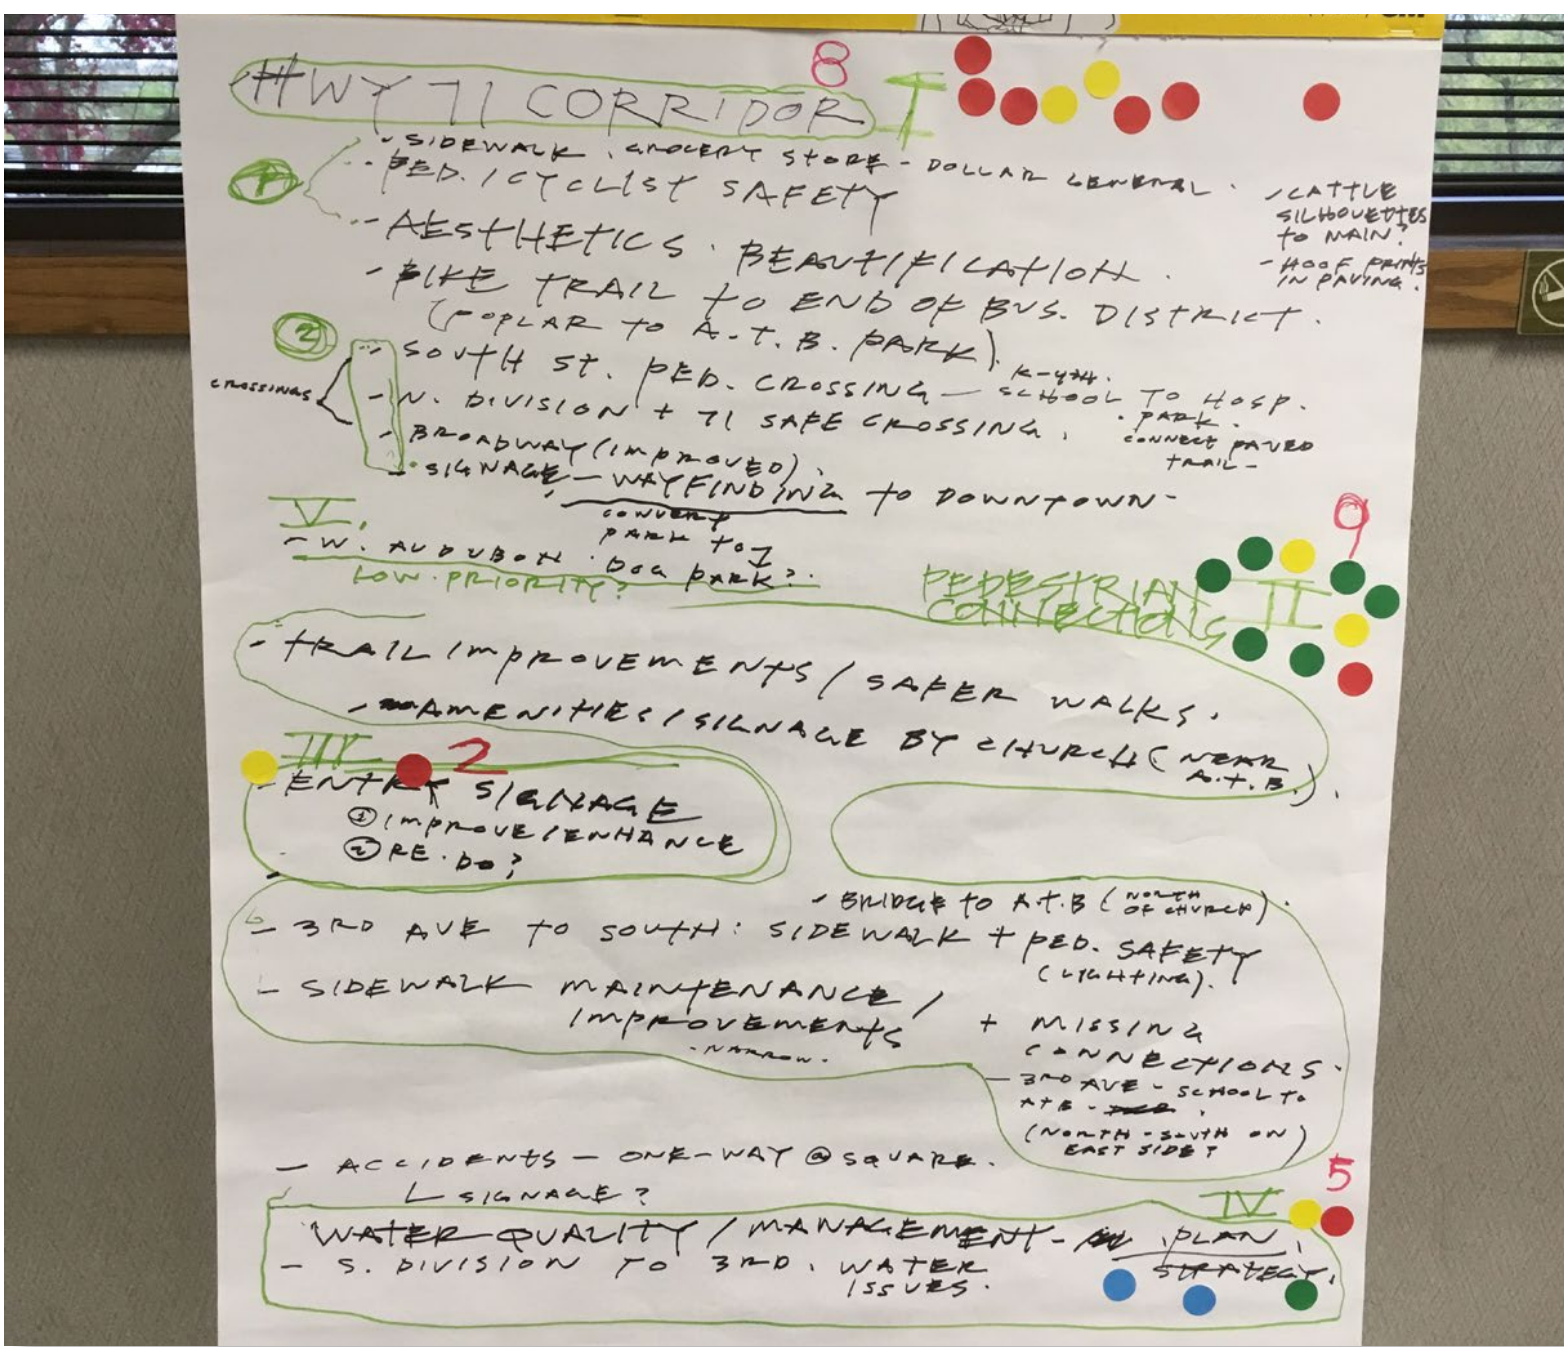 8
HWY 71 CORRIDOR I
- SIDEWALK. GROCERY STORE - DOLLAR GENERAL.
1
- PED. / CYCLIST SAFETY
- AESTHETICS. BEAUTIFICATION.
- CATTLE
SILHOUETTES
TO MAIN?
- HOOF PRINTS
IN PAVING.
- BIKE TRAIL TO END OF BUS. DISTRICT.
(POPLAR TO A.T.B. PARK).
2
CROSSINGS
- SOUTH ST. PED. CROSSING - SCHOOL TO HOSP.
- N. DIVISION + 71 SAFE CROSSING.
. PARK.
CONNECT PAVED
TRAIL -
- BROADWAY (IMPROVED).
- SIGNAGE - WAYFINDING TO DOWNTOWN -
V.
CONVERT
PARK TO
- W. AUDUBON. DOG PARK?.
LOW PRIORITY?
9
PEDESTRIAN
CONNECTIONS
II
- TRAIL IMPROVEMENTS / SAFER WALKS.
- AMENITIES / SIGNAGE BY CHURCH (NEAR
A.T.B.).
III 2
- ENTRY SIGNAGE
① IMPROVE / ENHANCE
② RE-DO?
- BRIDGE TO A.T.B (NORTH
OF CHURCH).
- 3RD AVE TO SOUTH: SIDEWALK + PED. SAFETY
(LIGHTING).
- SIDEWALK MAINTENANCE /
IMPROVEMENTS
- NARROW -
+ MISSING
CONNECTIONS.
- 3RD AVE - SCHOOL TO
ATB -
(NORTH - SOUTH ON
EAST SIDE?)
- ACCIDENTS - ONE-WAY @ SQUARE.
SIGNAGE?
5
IV
WATER QUALITY / MANAGEMENT - PLAN.
STRATEGY.
- S. DIVISION TO 3RD. WATER
ISSUES.